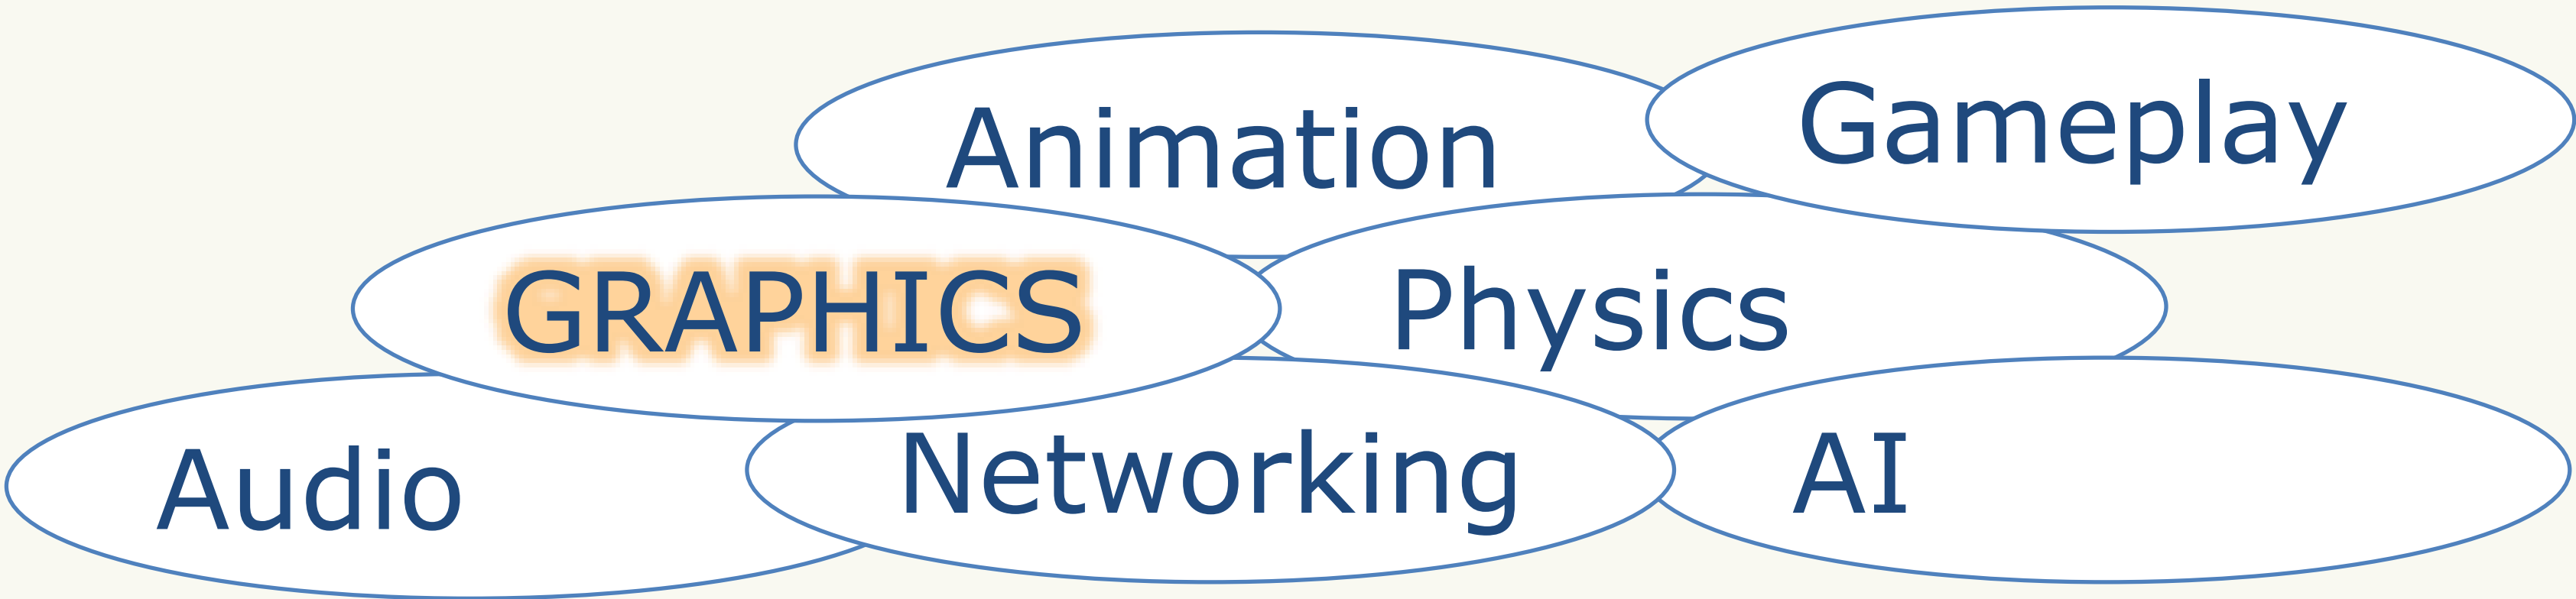 Animation
Gameplay
GRAPHICS
Physics
Audio
Networking
AI